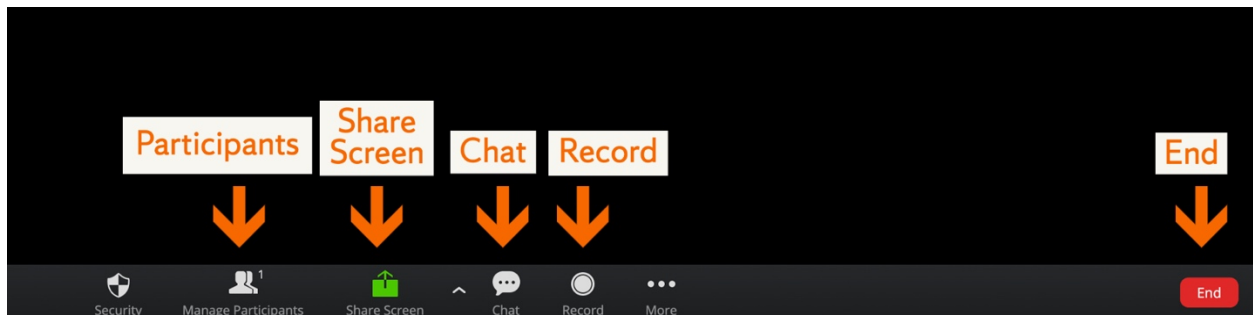 Participants
Share
Screen
Chat
Record
End
1
Security
Manage Participants
Share Screen
Chat
Record
More
End